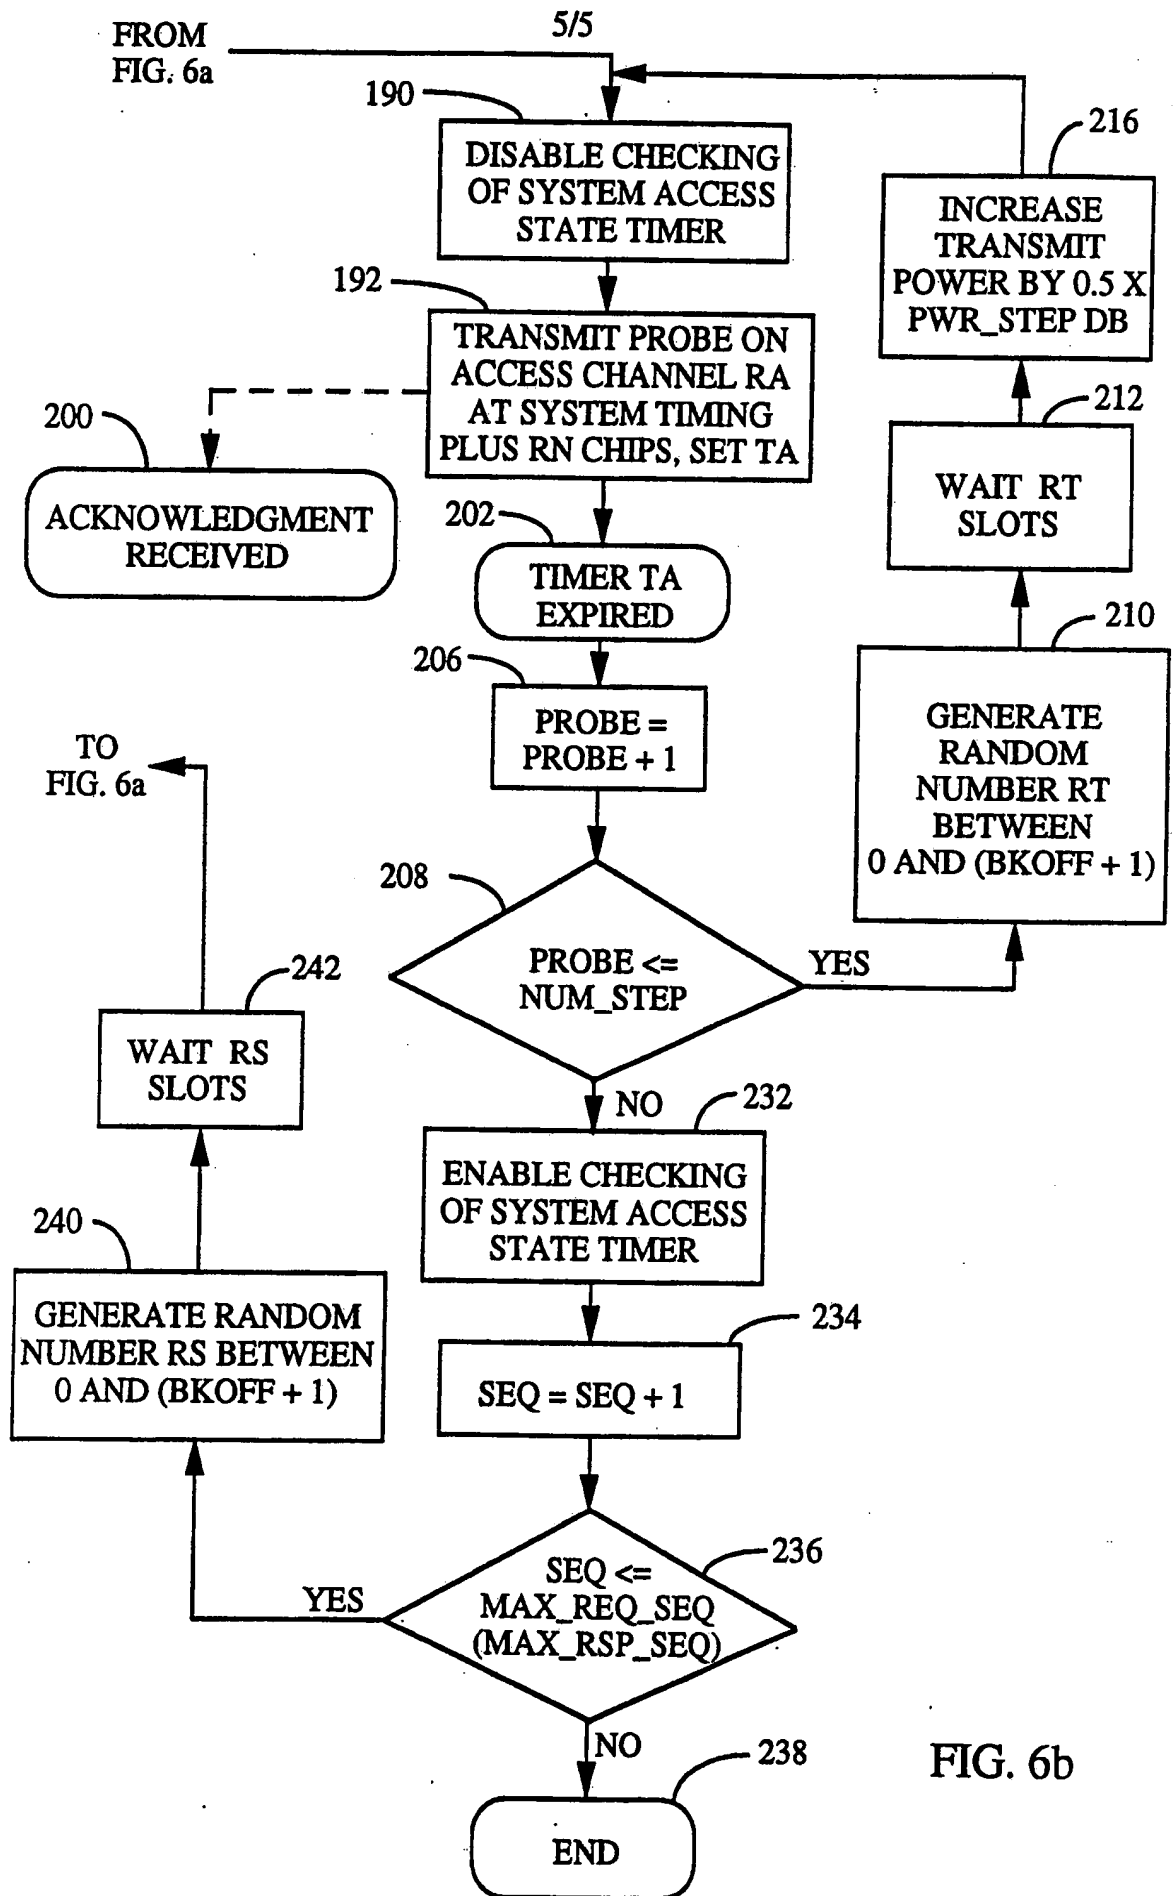 5/5
FROM
FIG. 6a
190
DISABLE CHECKING
OF SYSTEM ACCESS
STATE TIMER
216
INCREASE
TRANSMIT
POWER BY 0.5 X
PWR_STEP DB
192
TRANSMIT PROBE ON
ACCESS CHANNEL RA
AT SYSTEM TIMING
PLUS RN CHIPS, SET TA
200
ACKNOWLEDGMENT
RECEIVED
212
WAIT RT
SLOTS
202
TIMER TA
EXPIRED
210
GENERATE
RANDOM
NUMBER RT
BETWEEN
0 AND (BKOFF + 1)
206
PROBE =
PROBE + 1
TO
FIG. 6a
208
PROBE <=
NUM_STEP
YES
NO
242
WAIT RS
SLOTS
232
ENABLE CHECKING
OF SYSTEM ACCESS
STATE TIMER
240
GENERATE RANDOM
NUMBER RS BETWEEN
0 AND (BKOFF + 1)
234
SEQ = SEQ + 1
236
SEQ <=
MAX_REQ_SEQ
(MAX_RSP_SEQ)
YES
NO
238
END
FIG. 6b